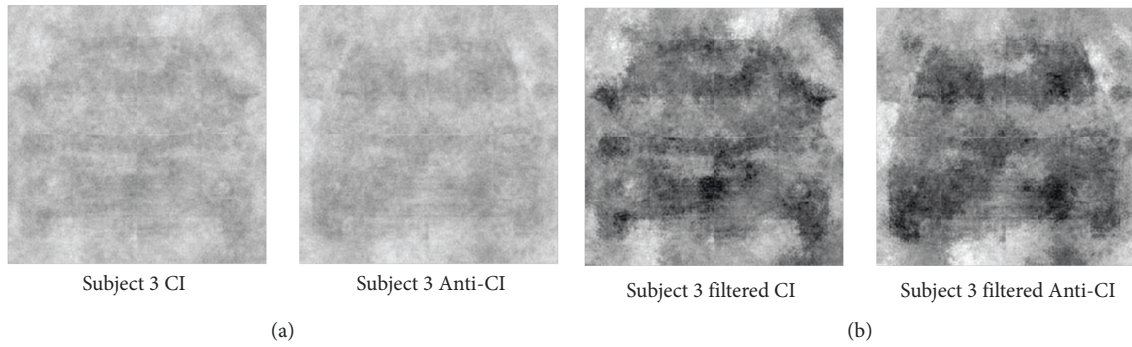 Subject 3 CI
Subject 3 Anti-CI
Subject 3 filtered CI
Subject 3 filtered Anti-CI
(a)
(b)